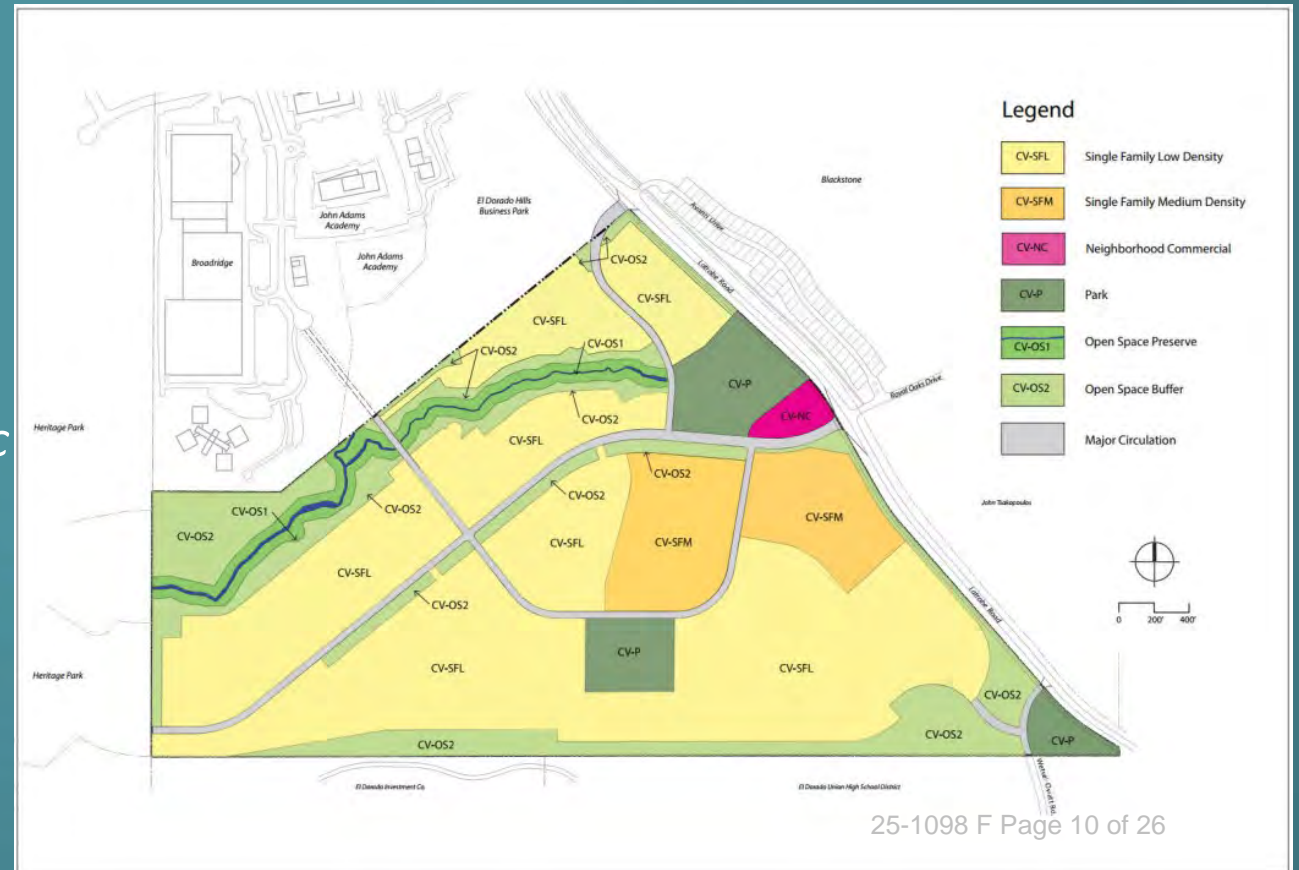 Legend
CV-SFL Single Family Low Density
CV-SFM Single Family Medium Density
CV-NC Neighborhood Commercial
CV-P Park
CV-OS1 Open Space Preserve
CV-OS2 Open Space Buffer
Major Circulation
Blackstone
El Dorado Hills
Business Park
John Adams
Academy
John Adams
Academy
Broadridge
Latrobe Road
Royal Oaks Drive
CV-OS2
CV-SFL
CV-SFL
CV-OS2
CV-OS1
CV-P
CV-NC
CV-OS2
CV-SFL
CV-OS2
CV-OS2
CV-SFM
CV-SFM
CV-SFL
Heritage Park
c
CV-OS2
CV-OS1
CV-OS2
CV-SFL
CV-OS2
John Tsakopoulos
0 200' 400'
Latrobe Road
Heritage Park
CV-SFL
CV-P
CV-SFL
CV-OS2
CV-OS2
CV-OS2
CV-P
El Dorado Investment Co.
El Dorado Union High School District
25-1098 F Page 10 of 26